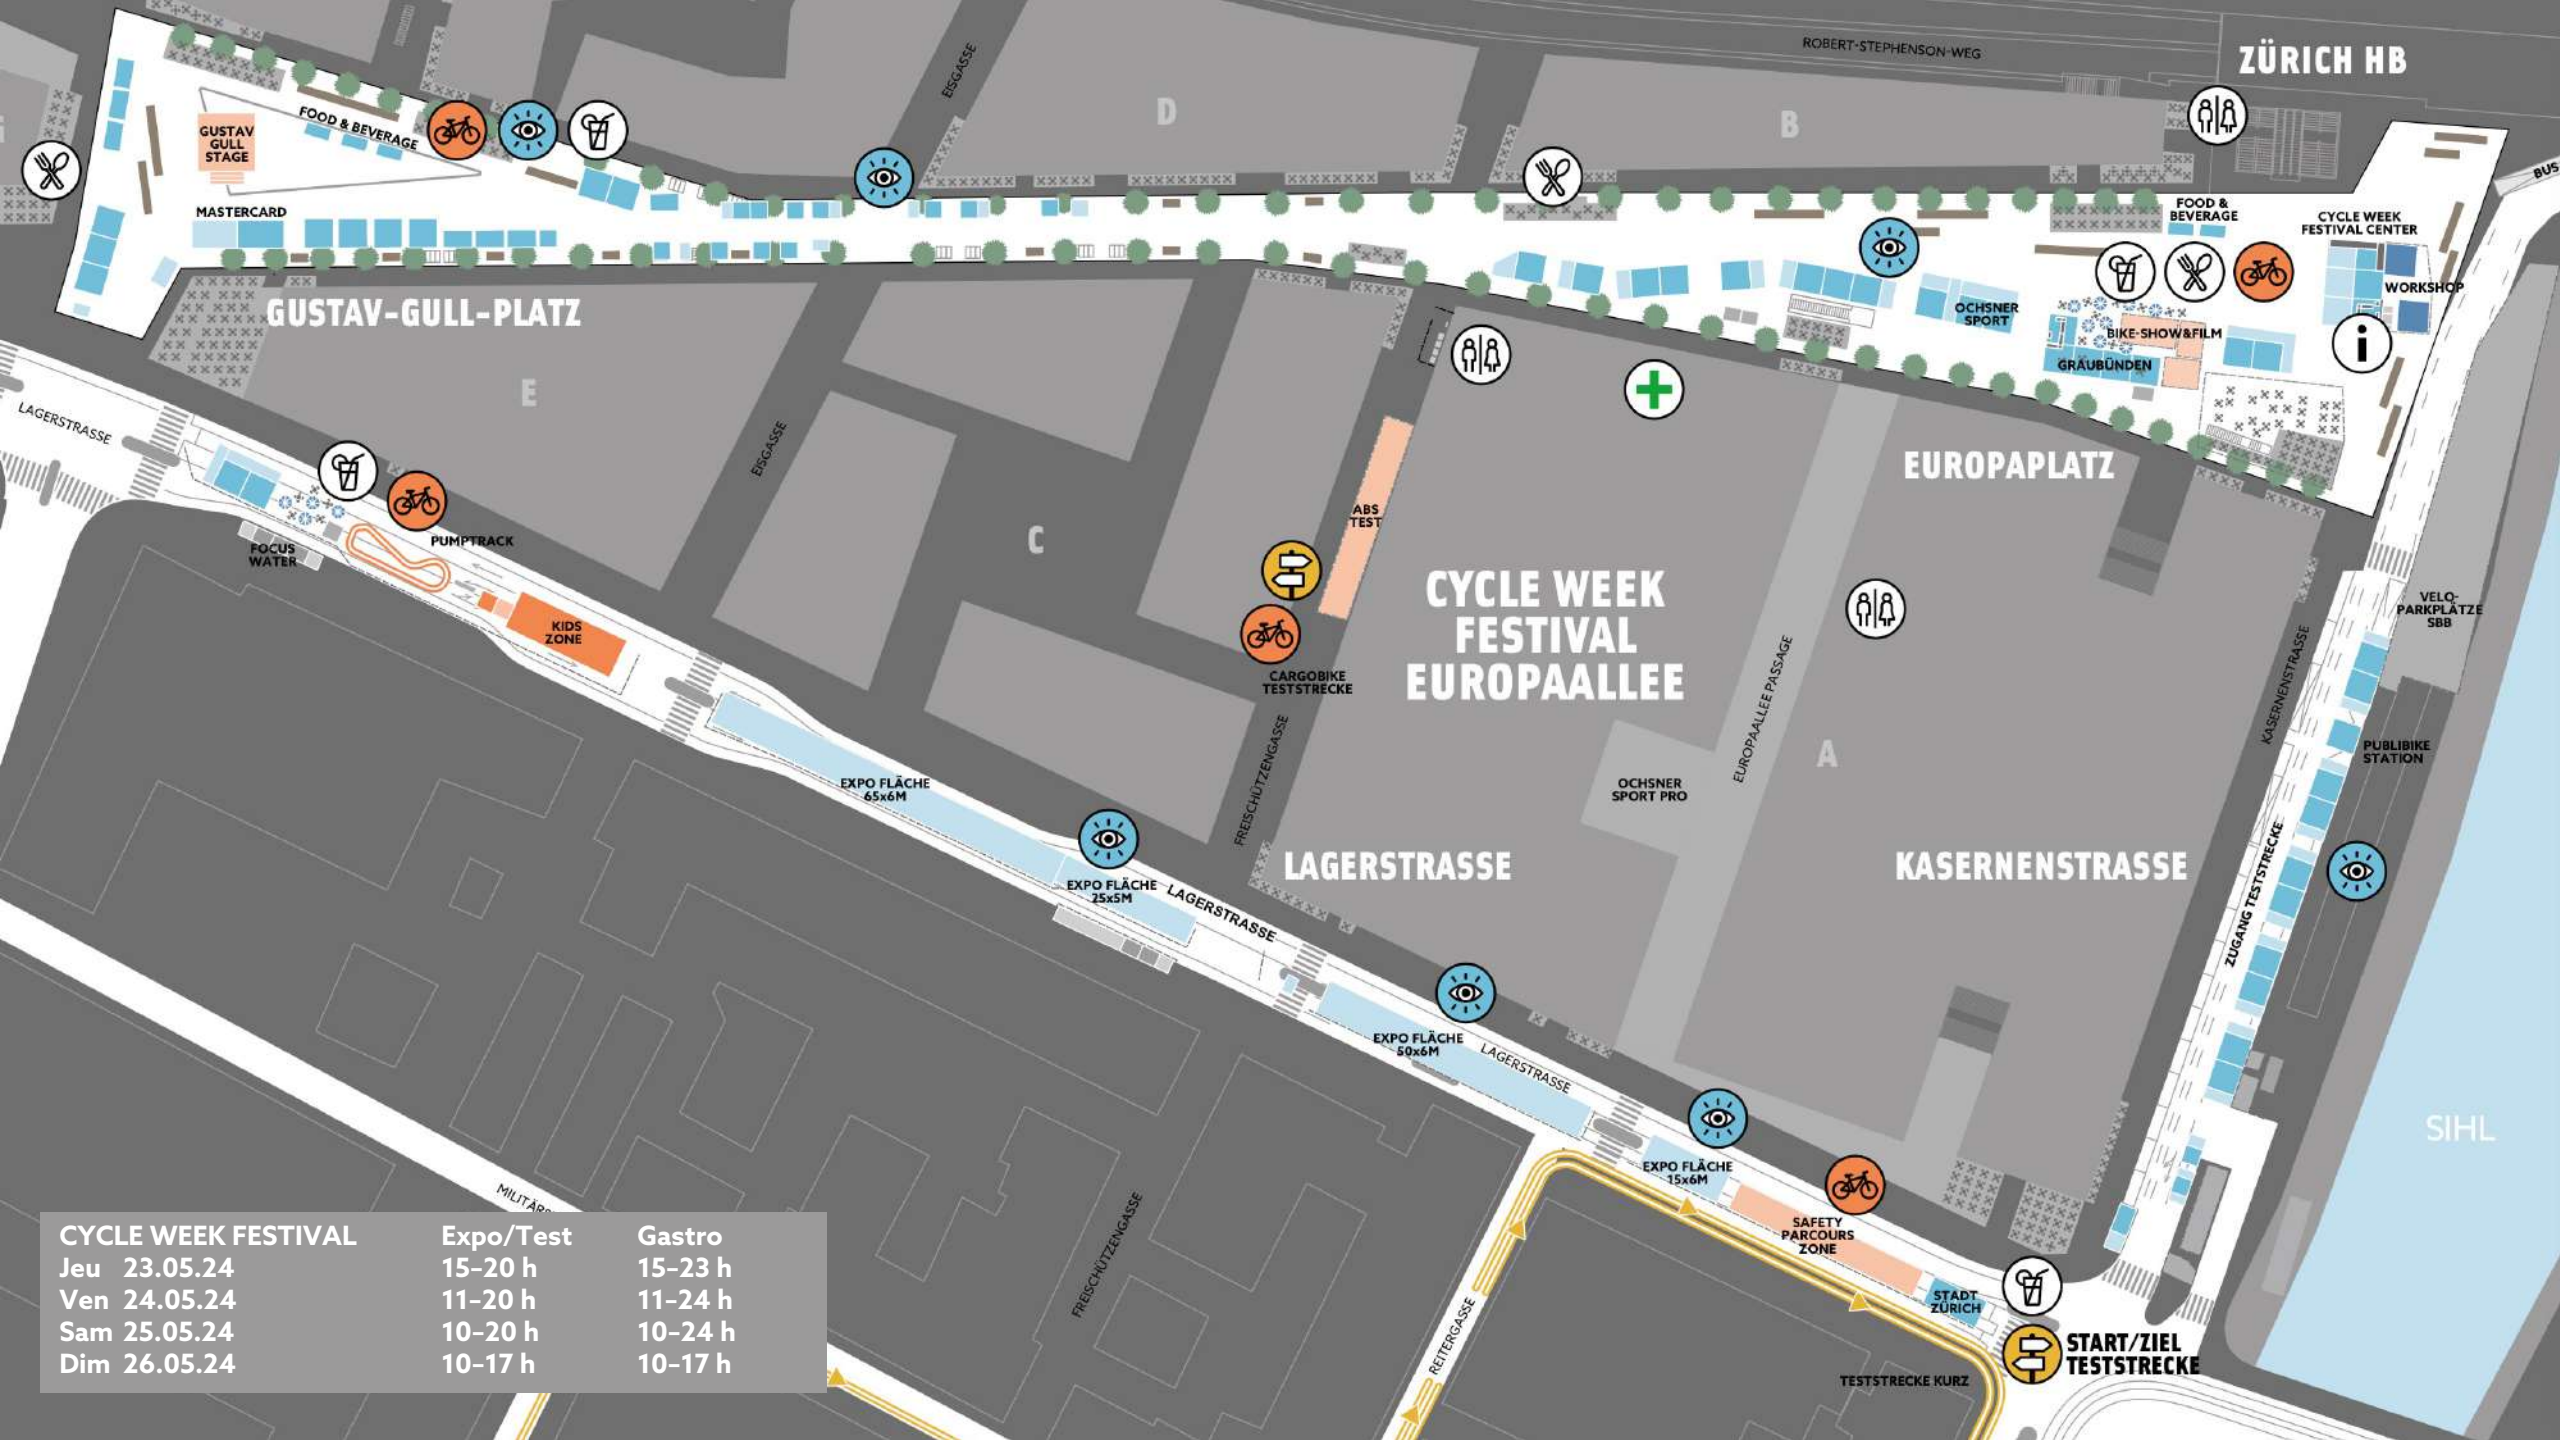 ROBERT-STEPHENSON-WEG
ZÜRICH HB
EISGASSE
D
B
BUS
GUSTAV
GULL
STAGE
FOOD & BEVERAGE
MASTERCARD
FOOD &
BEVERAGE
CYCLE WEEK
FESTIVAL CENTER
WORKSHOP
OCHSNER
SPORT
BIKE-SHOW&FILM
GRAUBÜNDEN
i
GUSTAV-GULL-PLATZ
E
LAGERSTRASSE
EISGASSE
EUROPAPLATZ
ABS
TEST
C
FOCUS
WATER
PUMPTRACK
KIDS
ZONE
CYCLE WEEK
FESTIVAL
EUROPAALLEE
CARGOBIKE
TESTSTRECKE
VELO-
PARKPLÄTZE
SBB
KASERNENSTRASSE
EUROPAALLEE PASSAGE
FREISCHÜTZENGASSE
A
PUBLIBIKE
STATION
EXPO FLÄCHE
65x6M
OCHSNER
SPORT PRO
LAGERSTRASSE
KASERNENSTRASSE
ZUGANG TESTSTRECKE
EXPO FLÄCHE
25x5M
LAGERSTRASSE
EXPO FLÄCHE
50x6M
LAGERSTRASSE
SIHL
EXPO FLÄCHE
15x6M
SAFETY
PARCOURS
ZONE
STADT
ZÜRICH
FREISCHÜTZENGASSE
REITERGASSE
START/ZIEL
TESTSTRECKE
TESTSTRECKE KURZ
CYCLE WEEK FESTIVAL Expo/Test Gastro
Jeu 23.05.24 15–20 h 15–23 h
Ven 24.05.24 11–20 h 11–24 h
Sam 25.05.24 10–20 h 10–24 h
Dim 26.05.24 10–17 h 10–17 h